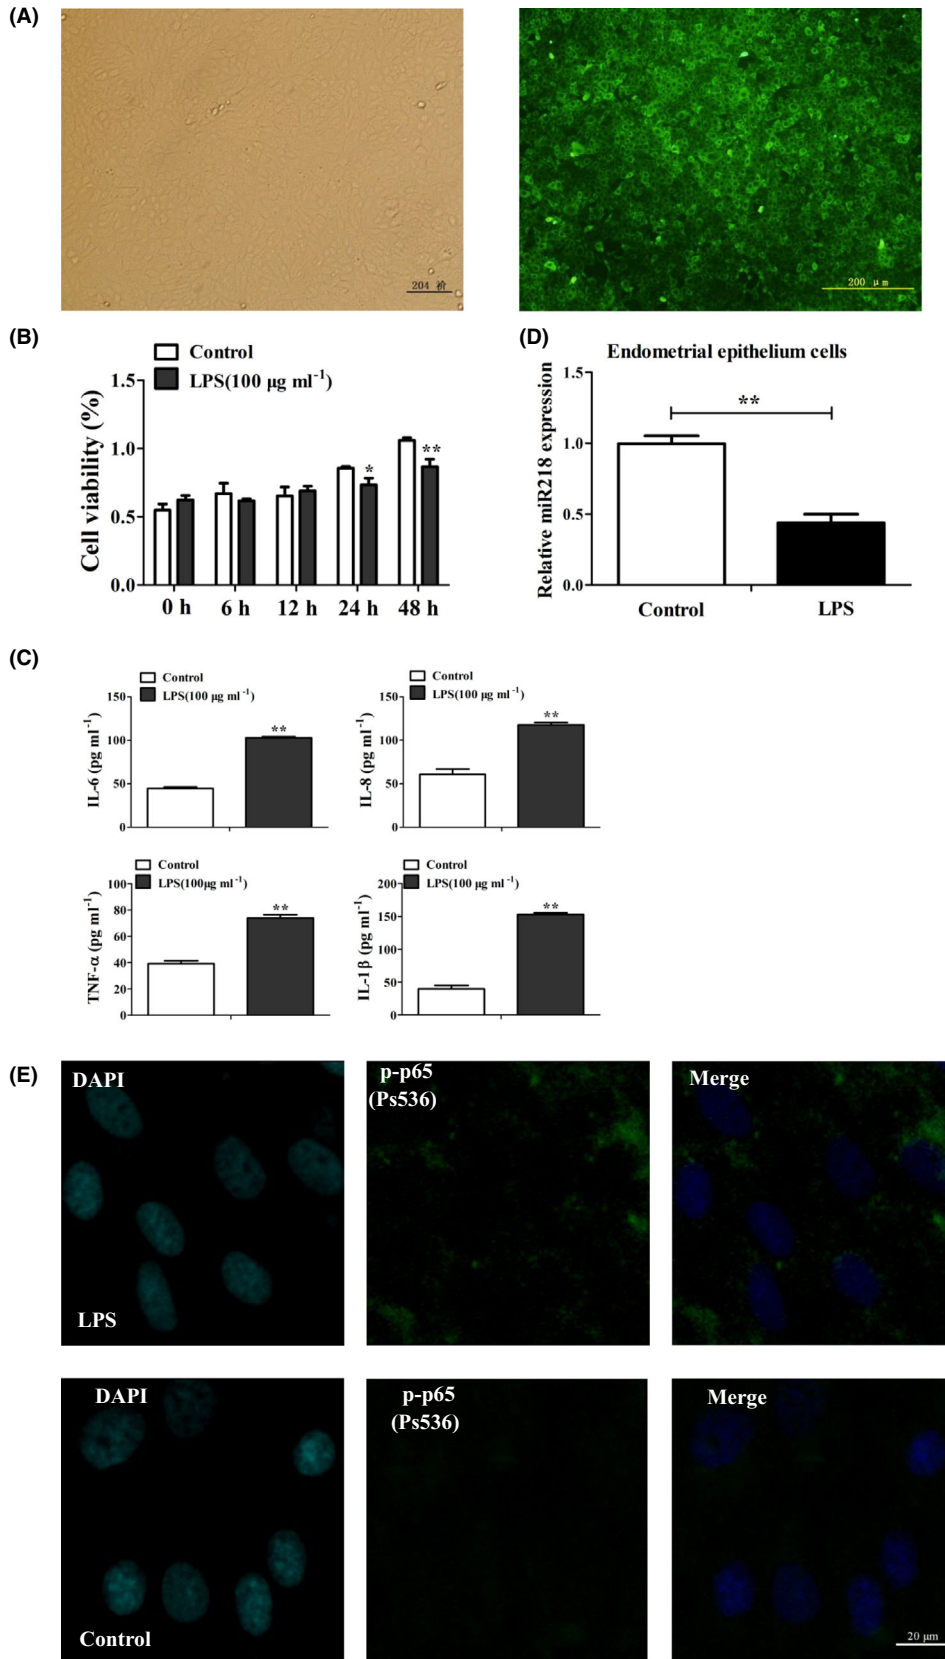 (A)
204 祄
200 μm
(B)
Control
LPS(100 μg ml⁻¹)
Cell viability (%)
1.5
1.0
0.5
0.0
0 h
6 h
12 h
24 h
48 h
*
**
(D)
Endometrial epithelium cells
Relative miR218 expression
1.5
1.0
0.5
0.0
**
Control
LPS
(C)
Control
LPS(100 μg ml⁻¹)
IL-6 (pg ml⁻¹)
150
100
50
0
**
Control
LPS(100 μg ml⁻¹)
IL-8 (pg ml⁻¹)
150
100
50
0
**
Control
LPS(100μg ml⁻¹)
TNF-α (pg ml⁻¹)
100
80
60
40
20
0
**
Control
LPS(100 μg ml⁻¹)
IL-1β (pg ml⁻¹)
200
150
100
50
0
**
(E)
DAPI
LPS
p-p65
(Ps536)
Merge
DAPI
Control
p-p65
(Ps536)
Merge
20 μm